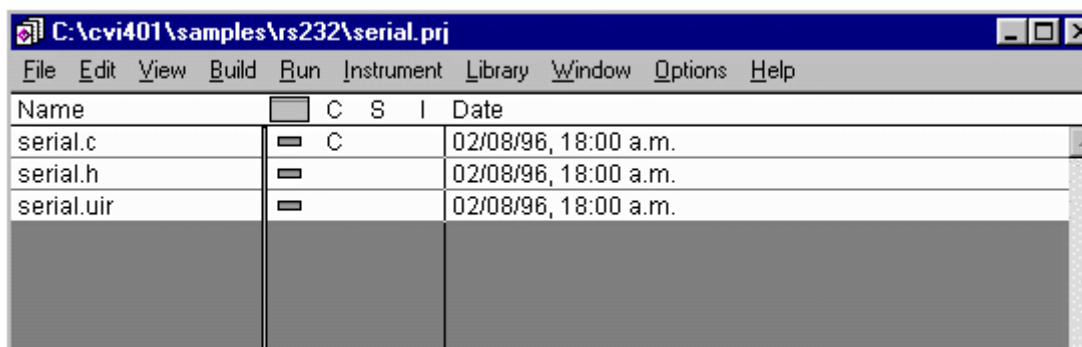 C:\cvi401\samples\rs232\serial.prj
File Edit View Build Run Instrument Library Window Options Help
Name C S I Date
serial.c C 02/08/96, 18:00 a.m.
serial.h 02/08/96, 18:00 a.m.
serial.uir 02/08/96, 18:00 a.m.